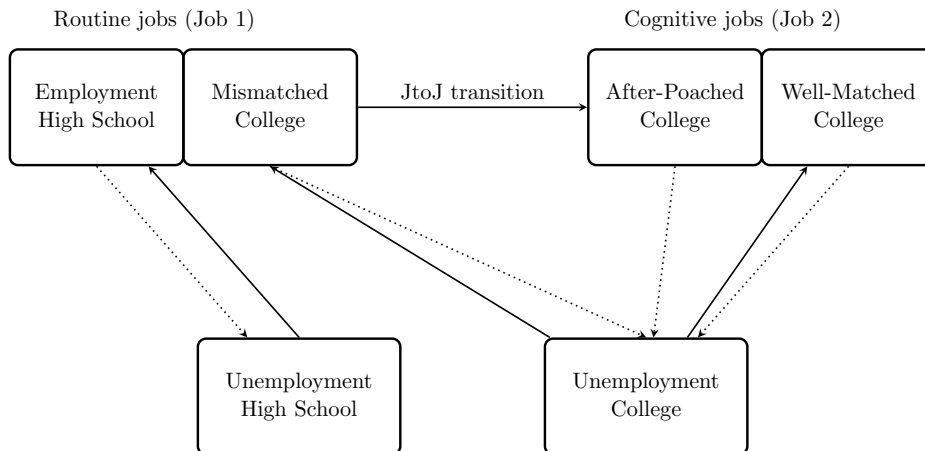 Routine jobs (Job 1)
Cognitive jobs (Job 2)
Employment
High School
Mismatched
College
JtoJ transition
After-Poached
College
Well-Matched
College
Unemployment
High School
Unemployment
College